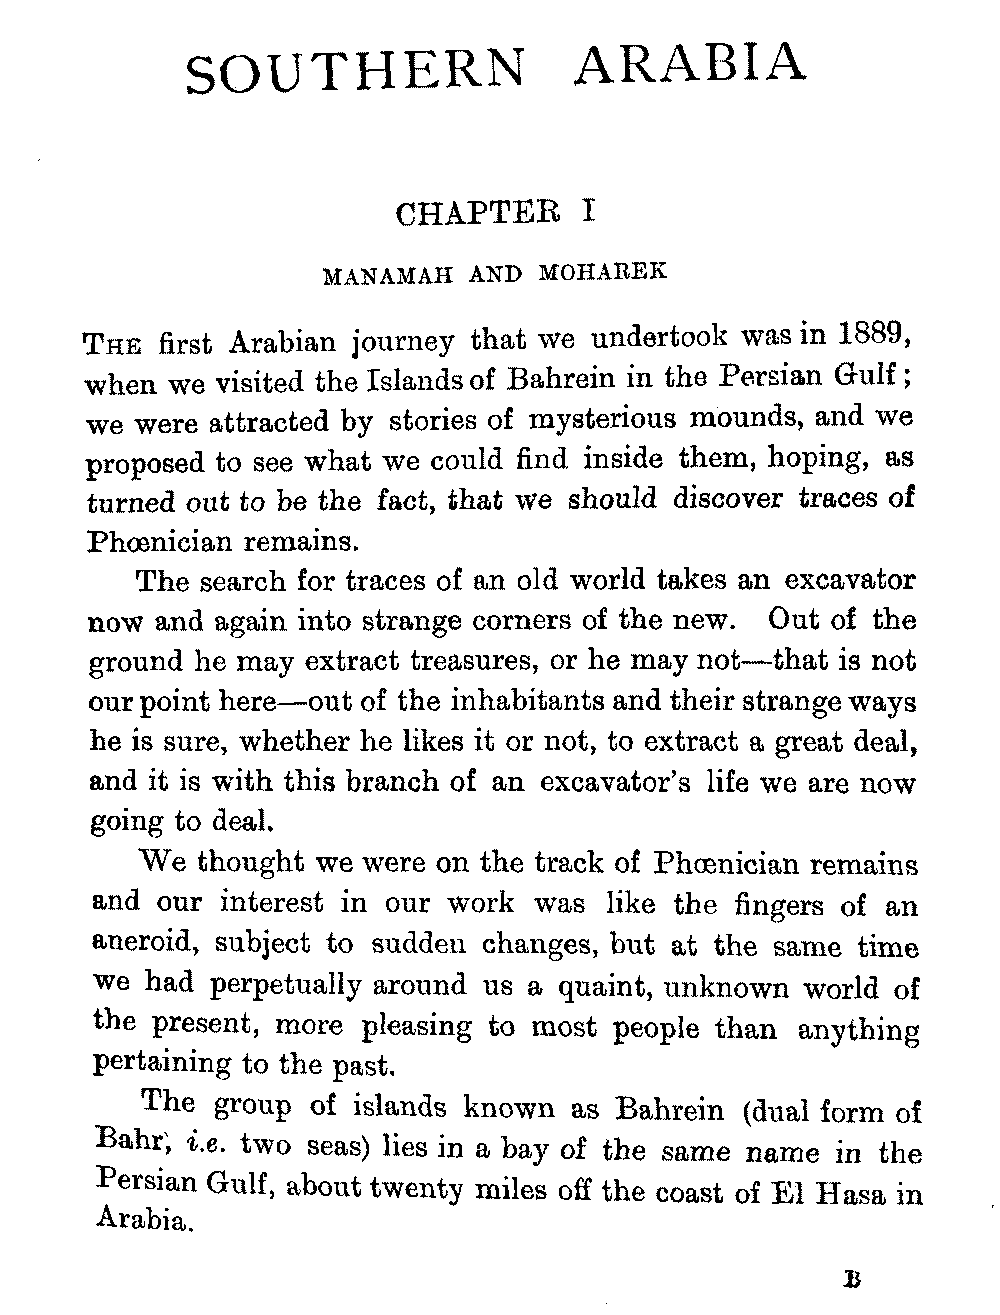 SOUTHERN ARABIA
CHAPTER I
MANAMAH AND MOHAREK
THE first Arabian journey that we undertook was in 1889,
when we visited the Islands of Bahrein in the Persian Gulf;
we were attracted by stories of mysterious mounds, and we
proposed to see what we could find inside them, hoping, as
turned out to be the fact, that we should discover traces of
Phœnician remains.
The search for traces of an old world takes an excavator
now and again into strange corners of the new. Out of the
ground he may extract treasures, or he may not—that is not
our point here—out of the inhabitants and their strange ways
he is sure, whether he likes it or not, to extract a great deal,
and it is with this branch of an excavator's life we are now
going to deal.
We thought we were on the track of Phœnician remains
and our interest in our work was like the fingers of an
aneroid, subject to sudden changes, but at the same time
we had perpetually around us a quaint, unknown world of
the present, more pleasing to most people than anything
pertaining to the past.
The group of islands known as Bahrein (dual form of
Bahr, i.e. two seas) lies in a bay of the same name in the
Persian Gulf, about twenty miles off the coast of El Hasa in
Arabia.
B